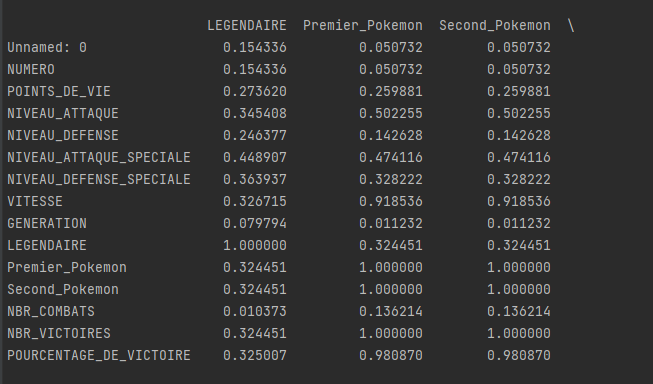 LEGENDAIRE Premier_Pokemon Second_Pokemon \
Unnamed: 0 0.154336 0.050732 0.050732
NUMERO 0.154336 0.050732 0.050732
POINTS_DE_VIE 0.273620 0.259881 0.259881
NIVEAU_ATTAQUE 0.345408 0.502255 0.502255
NIVEAU_DEFENSE 0.246377 0.142628 0.142628
NIVEAU_ATTAQUE_SPECIALE 0.448907 0.474116 0.474116
NIVEAU_DEFENSE_SPECIALE 0.363937 0.328222 0.328222
VITESSE 0.326715 0.918536 0.918536
GENERATION 0.079794 0.011232 0.011232
LEGENDAIRE 1.000000 0.324451 0.324451
Premier_Pokemon 0.324451 1.000000 1.000000
Second_Pokemon 0.324451 1.000000 1.000000
NBR_COMBATS 0.010373 0.136214 0.136214
NBR_VICTOIRES 0.324451 1.000000 1.000000
POURCENTAGE_DE_VICTOIRE 0.325007 0.980870 0.980870